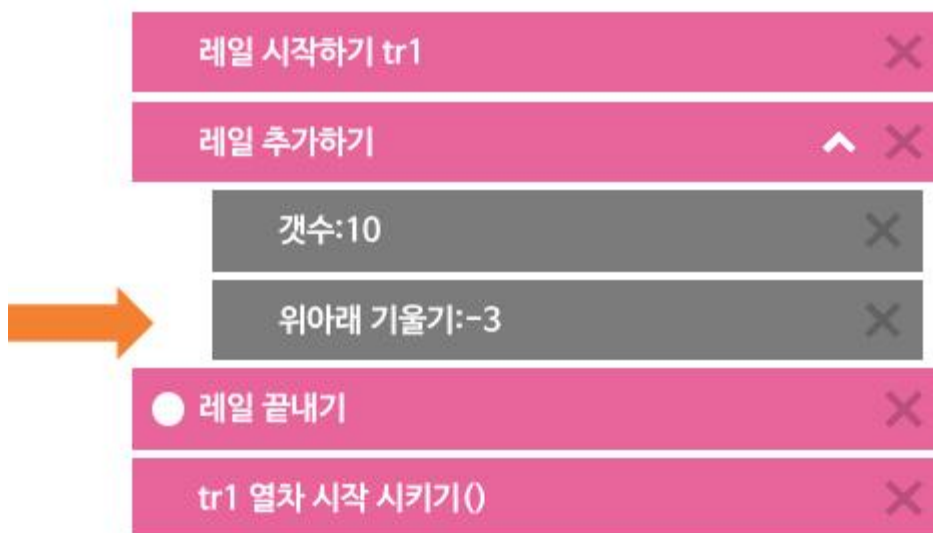 레일 시작하기 tr1
레일 추가하기
갯수:10
위아래 기울기:-3
레일 끝내기
tr1 열차 시작 시키기()